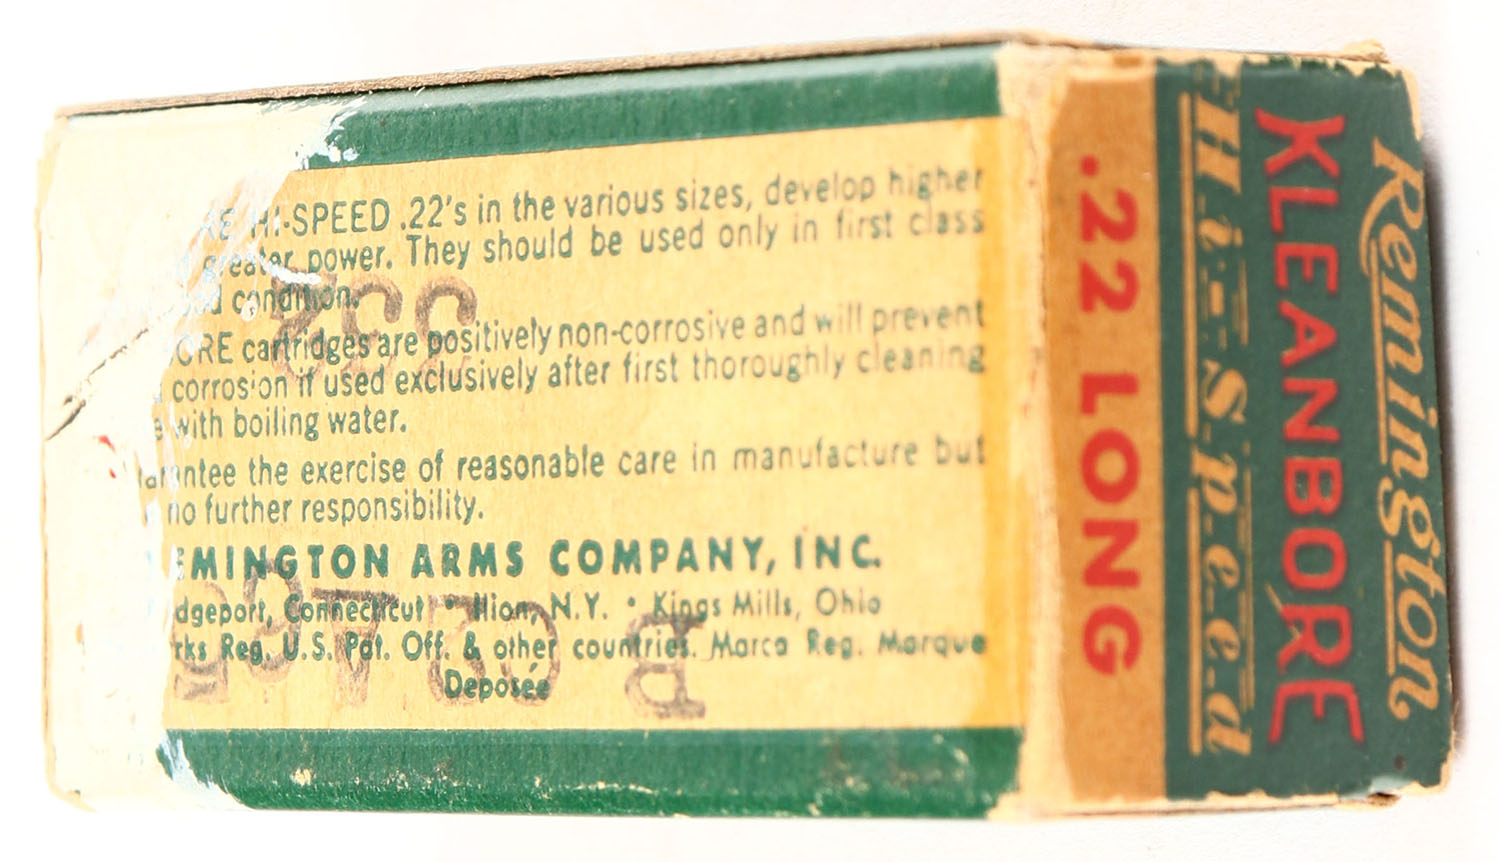 HI-SPEED .22's in the various sizes, develop higher
greater power. They should be used only in first class
condition.
ORE cartridges are positively non-corrosive and will prevent
corrosion if used exclusively after first thoroughly cleaning
with boiling water.
antee the exercise of reasonable care in manufacture but
no further responsibility.
EMINGTON ARMS COMPANY, INC.
dgeport, Connecticut • Ilion, N.Y. • Kings Mills, Ohio
rks Reg. U.S. Pat. Off. & other countries. Marca Reg. Marque
Deposée
Remington
KLEANBORE
Hi-Speed
.22 LONG